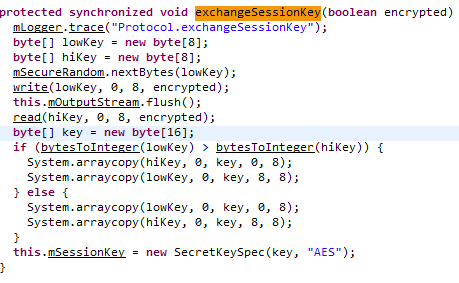 protected synchronized void exchangeSessionKey(boolean encrypted)
mLogger.trace("Protocol.exchangeSessionKey");
byte[] lowKey = new byte[8];
byte[] hiKey = new byte[8];
mSecureRandom.nextBytes(lowKey);
write(lowKey, 0, 8, encrypted);
this.mOutputStream.flush();
read(hiKey, 0, 8, encrypted);
byte[] key = new byte[16];
if (bytesToInteger(lowKey) > bytesToInteger(hiKey)) {
System.arraycopy(hiKey, 0, key, 0, 8);
System.arraycopy(lowKey, 0, key, 8, 8);
} else {
System.arraycopy(lowKey, 0, key, 0, 8);
System.arraycopy(hiKey, 0, key, 8, 8);
}
this.mSessionKey = new SecretKeySpec(key, "AES");
}